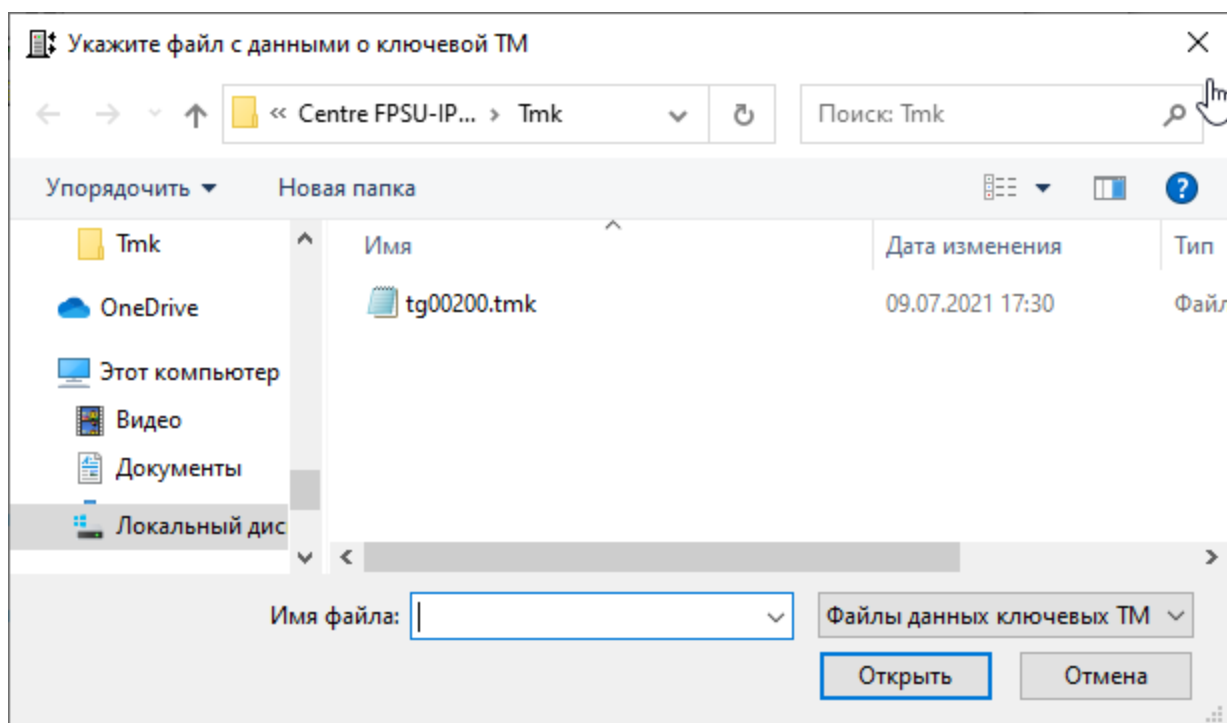 Укажите файл с данными о ключевой ТМ
« Centre FPSU-IP... › Tmk
Поиск: Tmk
Упорядочить Новая папка
?
Tmk
OneDrive
Этот компьютер
Видео
Документы
Локальный дис
Имя Дата изменения Тип
tg00200.tmk 09.07.2021 17:30 Файл
Имя файла:
Файлы данных ключевых ТМ
Открыть Отмена